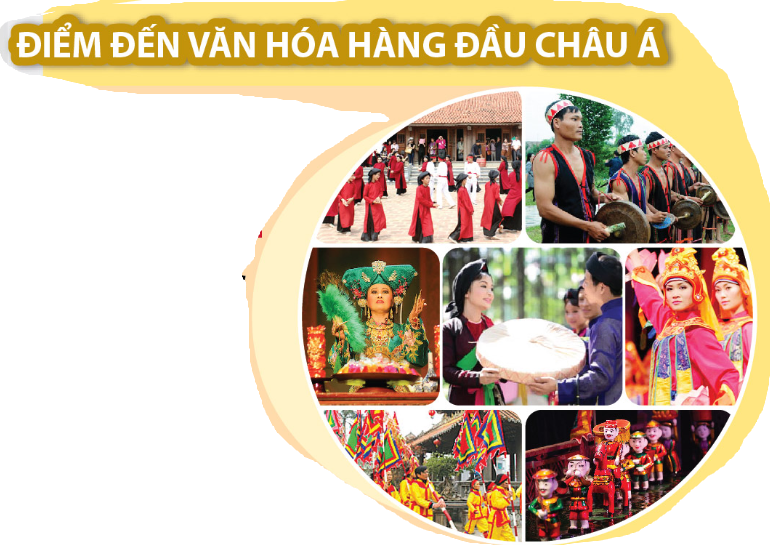 ĐIỂM ĐẾN VĂN HÓA HÀNG ĐẦU CHÂU Á